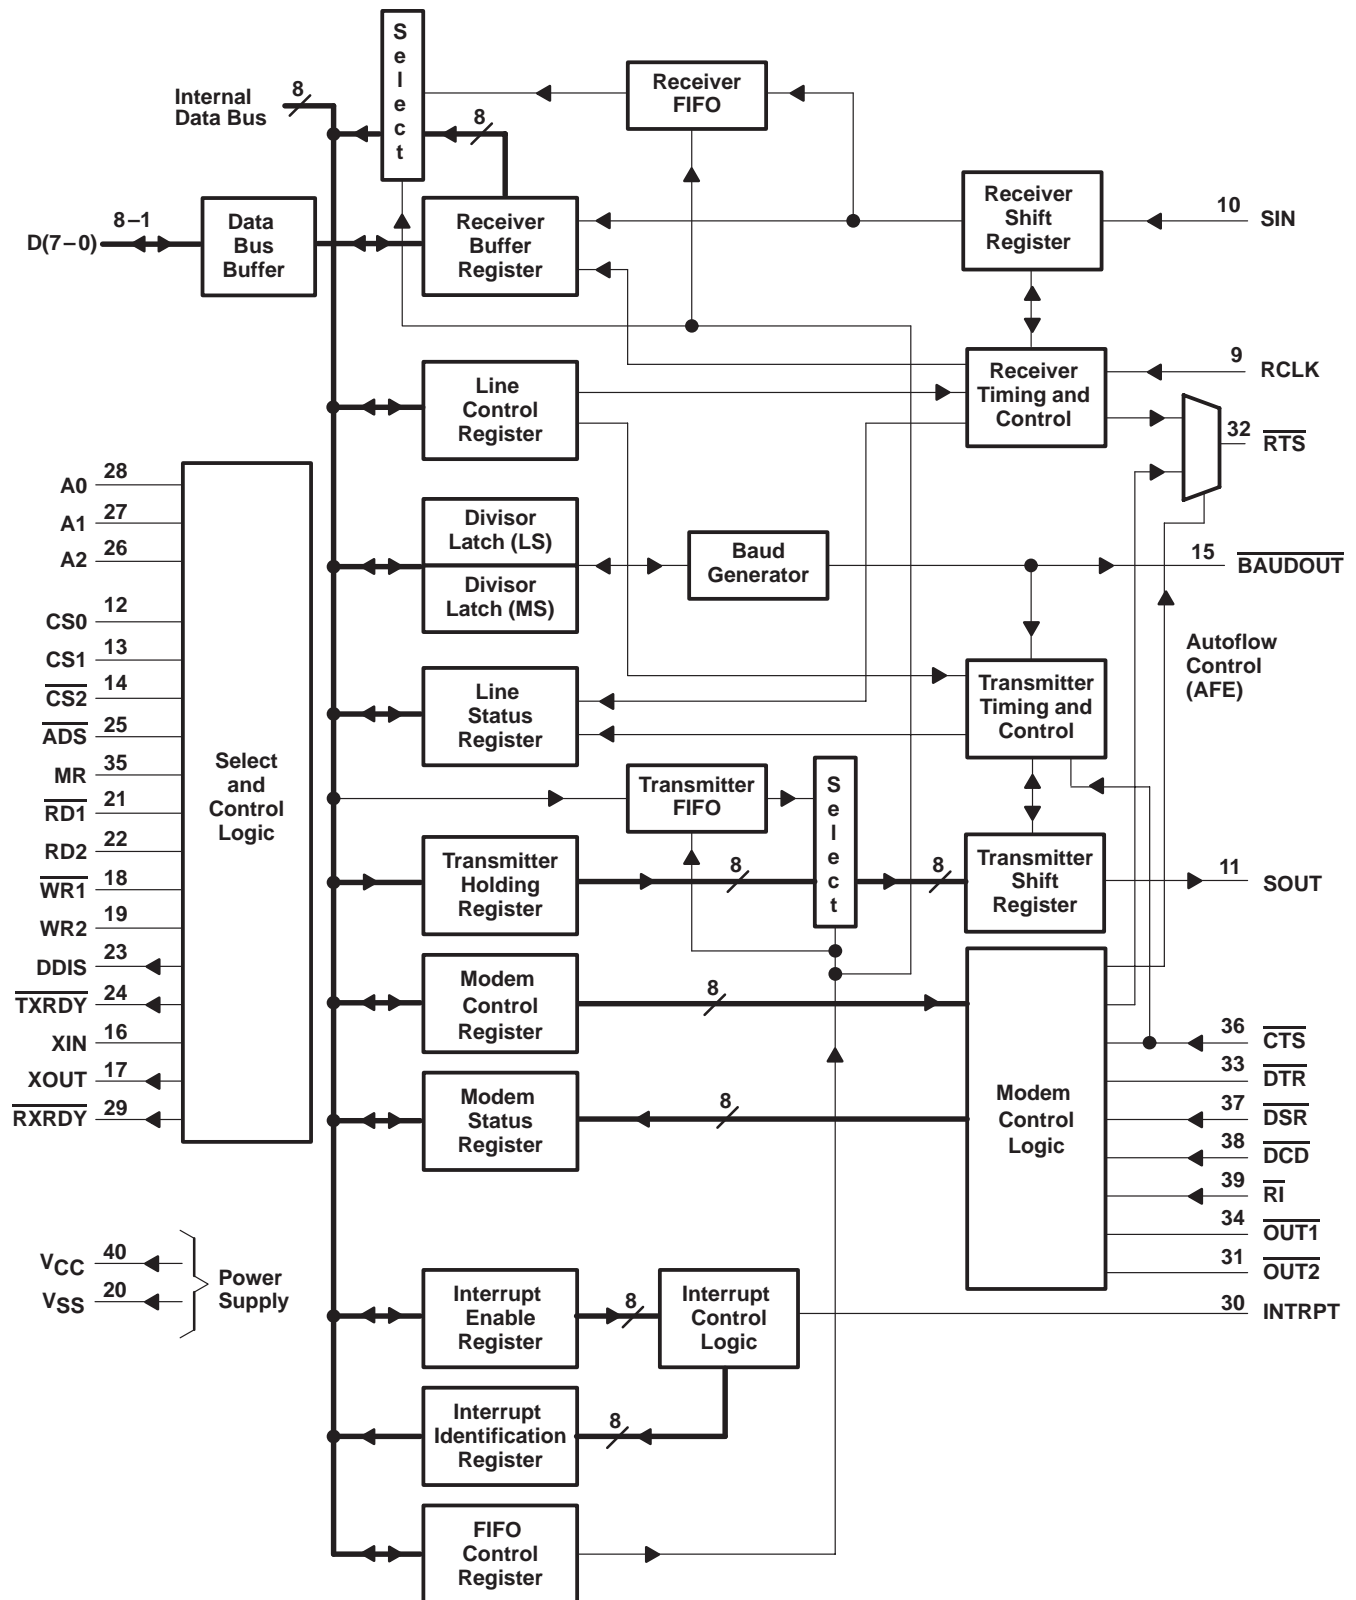 S
e
l
e
c
t
8
Internal
Data Bus
8
Receiver
FIFO
8–1
D(7–0)
Data
Bus
Buffer
Receiver
Buffer
Register
Receiver
Shift
Register
10
SIN
Line
Control
Register
Receiver
Timing and
Control
9
RCLK
32
RTS
A0
28
A1
27
A2
26
CS0
12
CS1
13
CS2
14
ADS
25
MR
35
RD1
21
RD2
22
WR1
18
WR2
19
DDIS
23
TXRDY
24
XIN
16
XOUT
17
RXRDY
29
Select
and
Control
Logic
Divisor
Latch (LS)
Divisor
Latch (MS)
Baud
Generator
15
BAUDOUT
Autoflow
Control
(AFE)
Line
Status
Register
Transmitter
Timing and
Control
Transmitter
FIFO
S
e
l
e
c
t
Transmitter
Holding
Register
8
8
Transmitter
Shift
Register
11
SOUT
Modem
Control
Register
8
Modem
Status
Register
8
Modem
Control
Logic
36
CTS
33
DTR
37
DSR
38
DCD
39
RI
34
OUT1
31
OUT2
VCC
40
VSS
20
Power
Supply
Interrupt
Enable
Register
8
Interrupt
Control
Logic
30
INTRPT
Interrupt
Identification
Register
8
FIFO
Control
Register